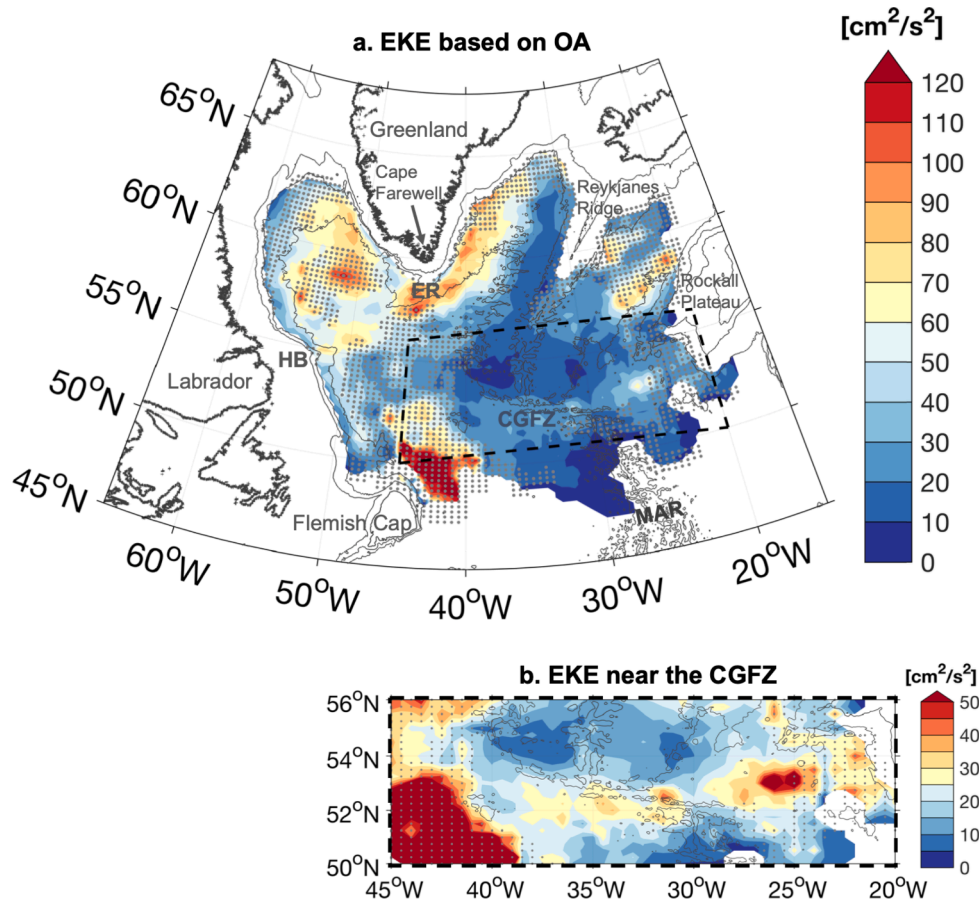 [cm²/s²]
a. EKE based on OA
120
110
100
90
80
70
60
50
40
30
20
10
0
65°N
60°N
55°N
50°N
45°N
Greenland
Cape
Farewell
Reykjanes
Ridge
ER
Rockall
Plateau
HB
Labrador
CGFZ
Flemish Cap
MAR
60°W
50°W
40°W
30°W
20°W
b. EKE near the CGFZ
[cm²/s²]
56°N
54°N
52°N
50°N
45°W
40°W
35°W
30°W
25°W
20°W
50
40
30
20
10
0